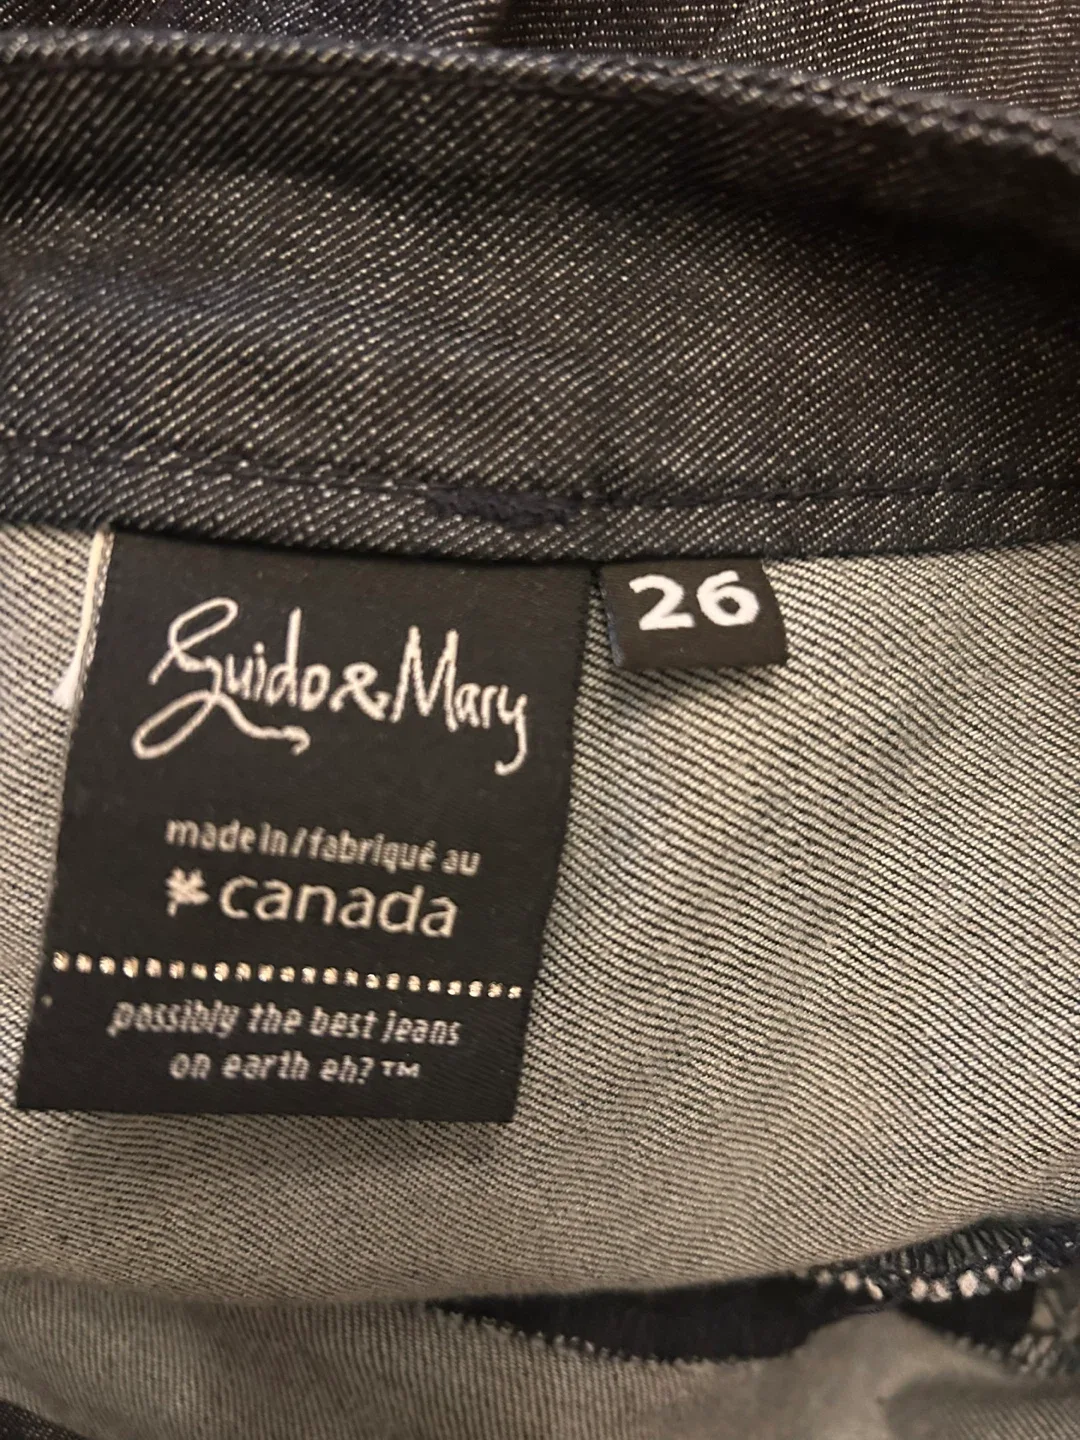 Guido & Mary
26
made in / fabriqué au
canada
possibly the best jeans
on earth eh?™